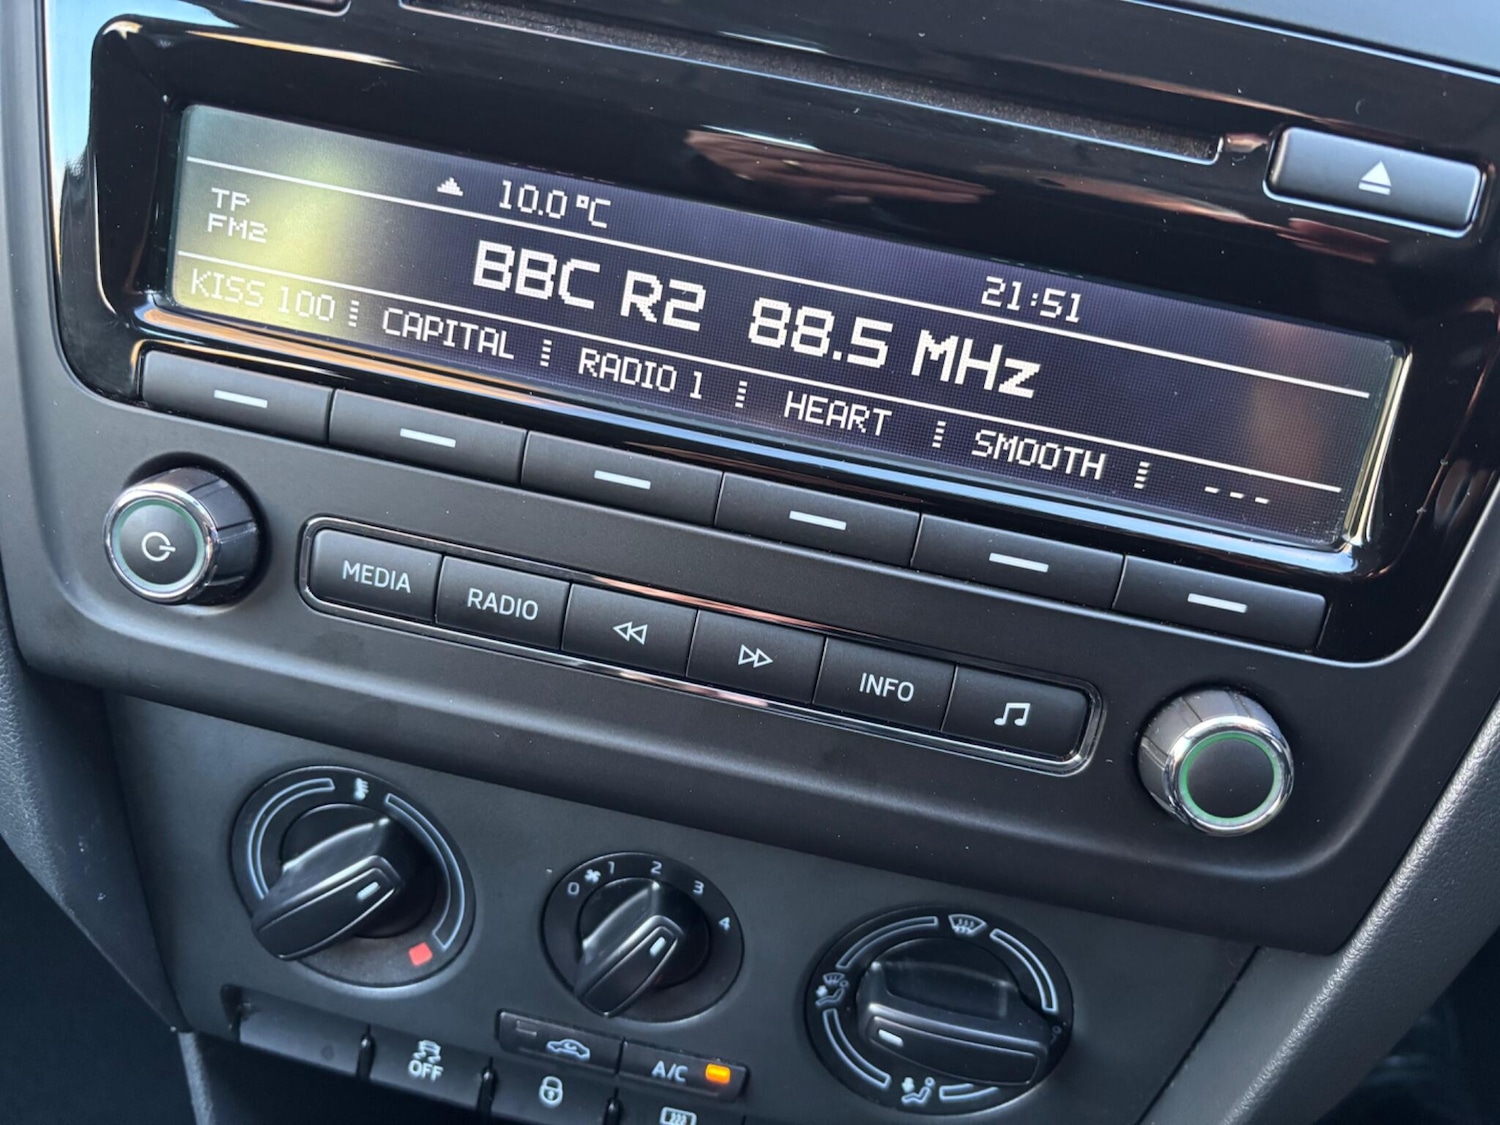 10.0 °C
21:51
TP
FM2
BBC R2 88.5 MHz
KISS 100 CAPITAL RADIO 1 HEART SMOOTH ---
MEDIA RADIO INFO
0 1 2 3 4
OFF
A/C